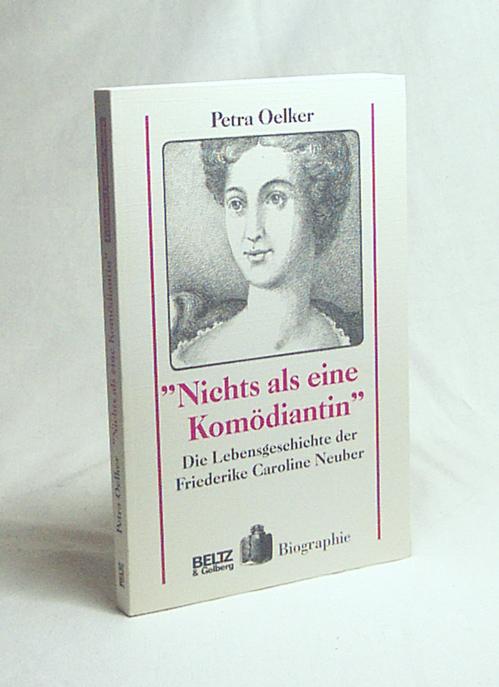 Petra Oelker
"Nichts als eine
Komödiantin"
Die Lebensgeschichte der
Friederike Caroline Neuber
BELTZ
& Gelberg
Biographie
Petra Oelker "Nichts als eine Komödiantin"
BELTZ